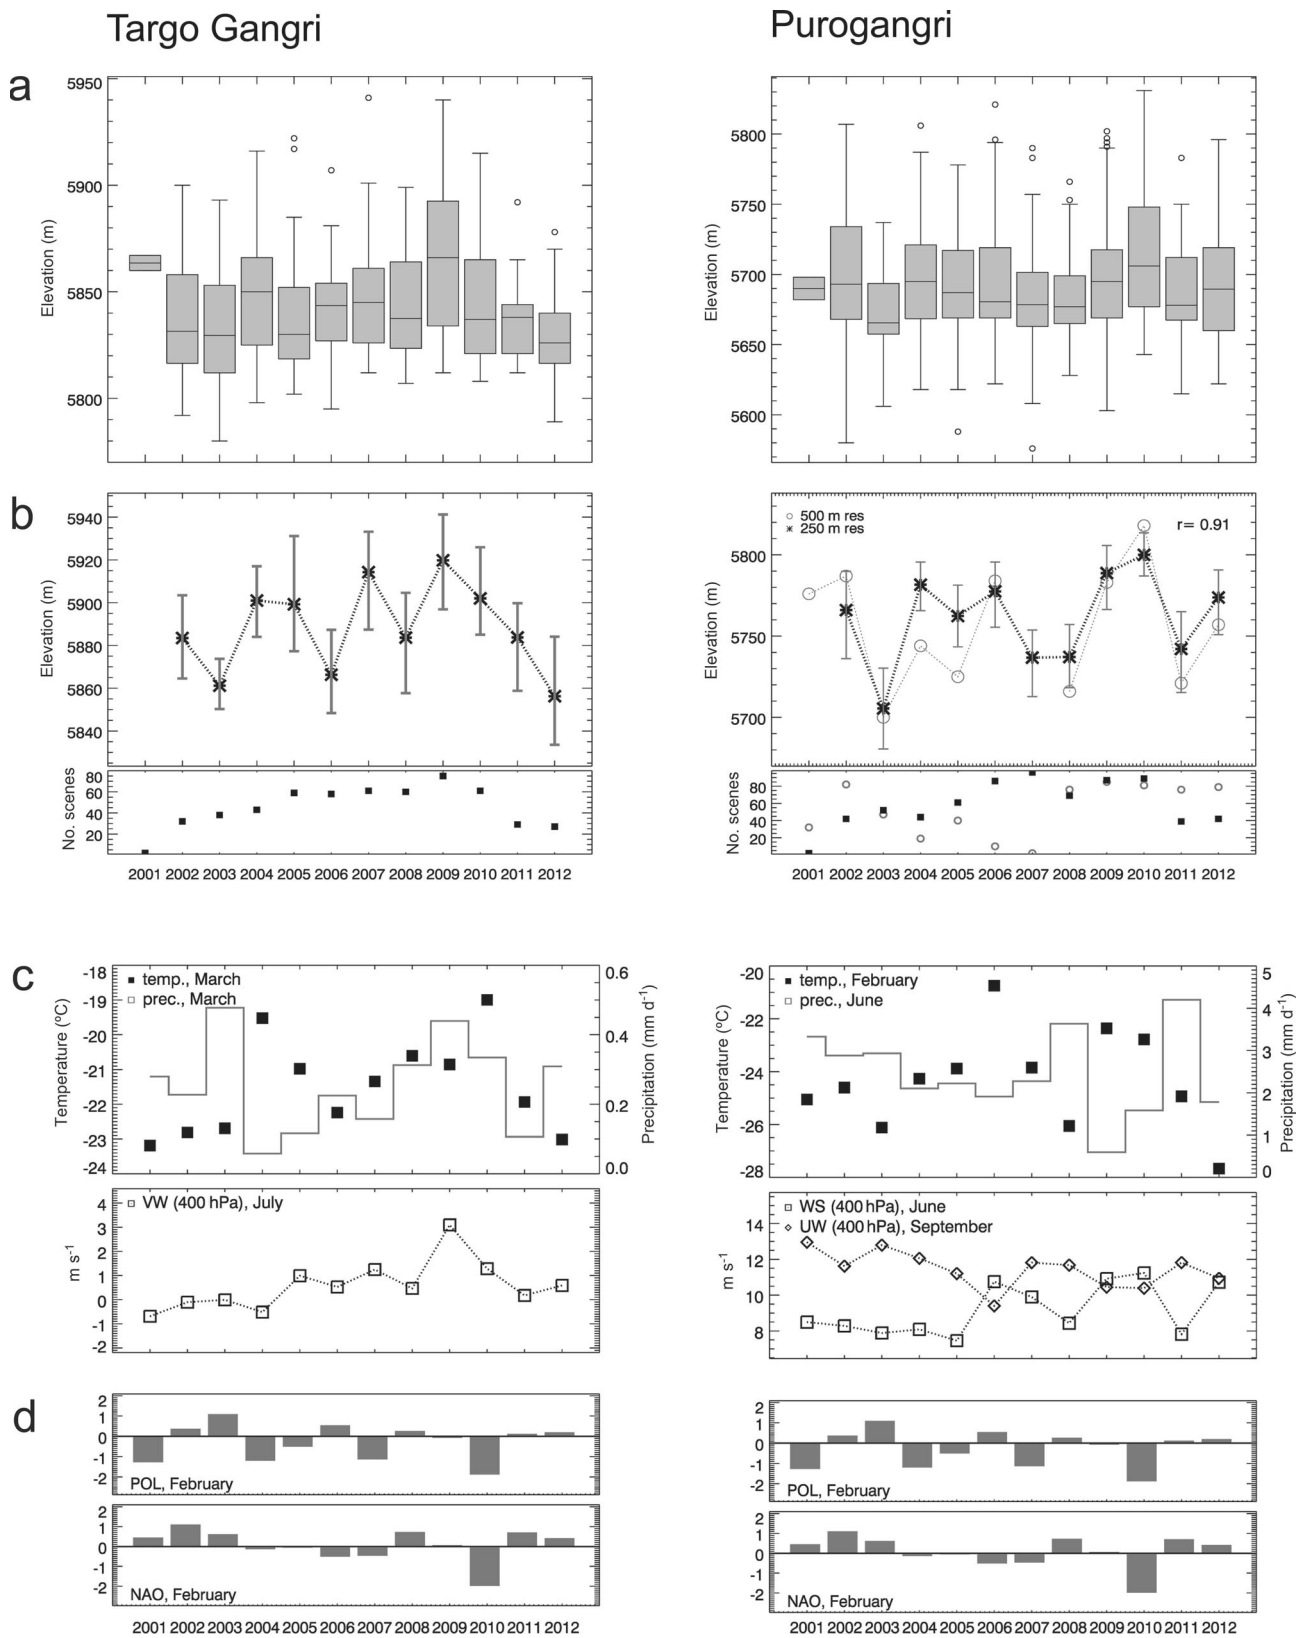 Targo Gangri
Purogangri
a
5950
5900
5850
5800
Elevation (m)
5800
5750
5700
5650
5600
Elevation (m)
b
5940
5920
5900
5880
5860
5840
Elevation (m)
80
60
40
20
No. scenes
2001 2002 2003 2004 2005 2006 2007 2008 2009 2010 2011 2012
500 m res
250 m res
r= 0.91
5800
5750
5700
Elevation (m)
80
60
40
20
No. scenes
2001 2002 2003 2004 2005 2006 2007 2008 2009 2010 2011 2012
c
temp., March
prec., March
-18
-19
-20
-21
-22
-23
-24
Temperature (ºC)
0.6
0.4
0.2
0.0
Precipitation (mm d⁻¹)
VW (400 hPa), July
4
3
2
1
0
-1
-2
m s⁻¹
temp., February
prec., June
-20
-22
-24
-26
-28
Temperature (ºC)
5
4
3
2
1
0
Precipitation (mm d⁻¹)
WS (400 hPa), June
UW (400 hPa), September
14
12
10
8
m s⁻¹
d
2
1
0
-1
-2
POL, February
2
1
0
-1
-2
NAO, February
2001 2002 2003 2004 2005 2006 2007 2008 2009 2010 2011 2012
2
1
0
-1
-2
POL, February
2
1
0
-1
-2
NAO, February
2001 2002 2003 2004 2005 2006 2007 2008 2009 2010 2011 2012